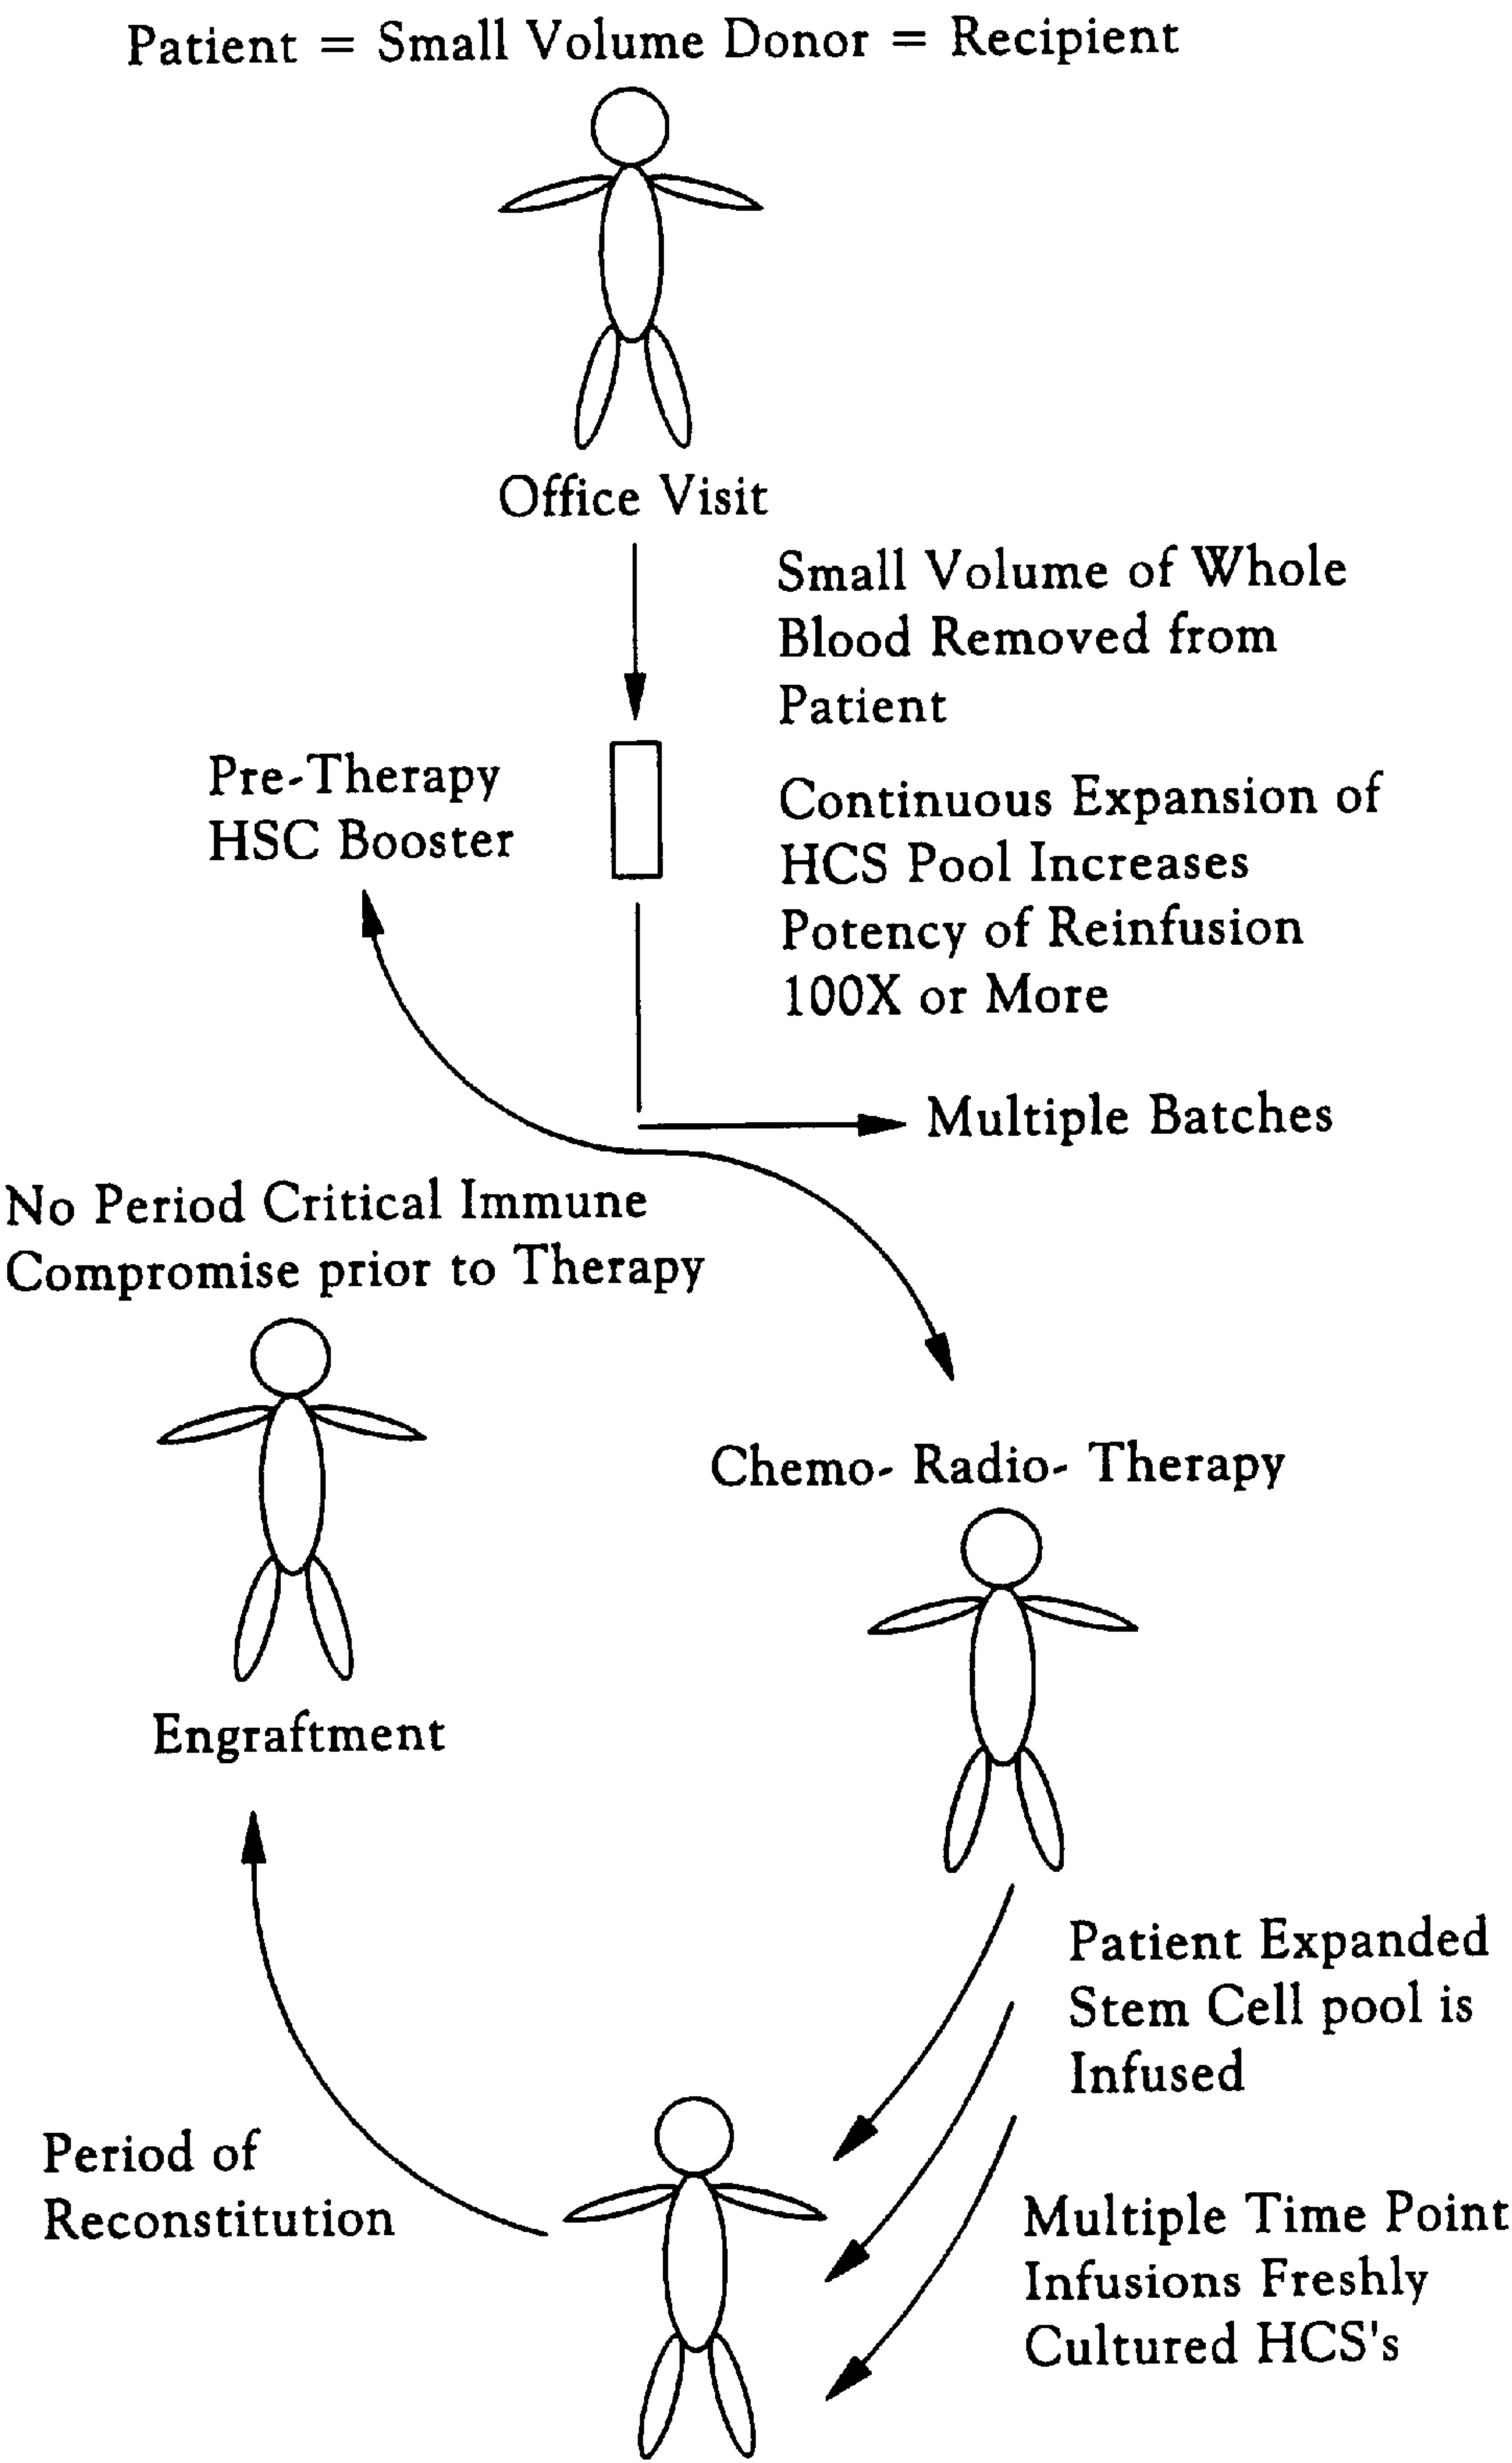 Patient = Small Volume Donor = Recipient
Office Visit
Small Volume of Whole
Blood Removed from
Patient
Pre-Therapy
HSC Booster
Continuous Expansion of
HCS Pool Increases
Potency of Reinfusion
100X or More
Multiple Batches
No Period Critical Immune
Compromise prior to Therapy
Chemo- Radio- Therapy
Engraftment
Patient Expanded
Stem Cell pool is
Infused
Period of
Reconstitution
Multiple Time Point
Infusions Freshly
Cultured HCS's